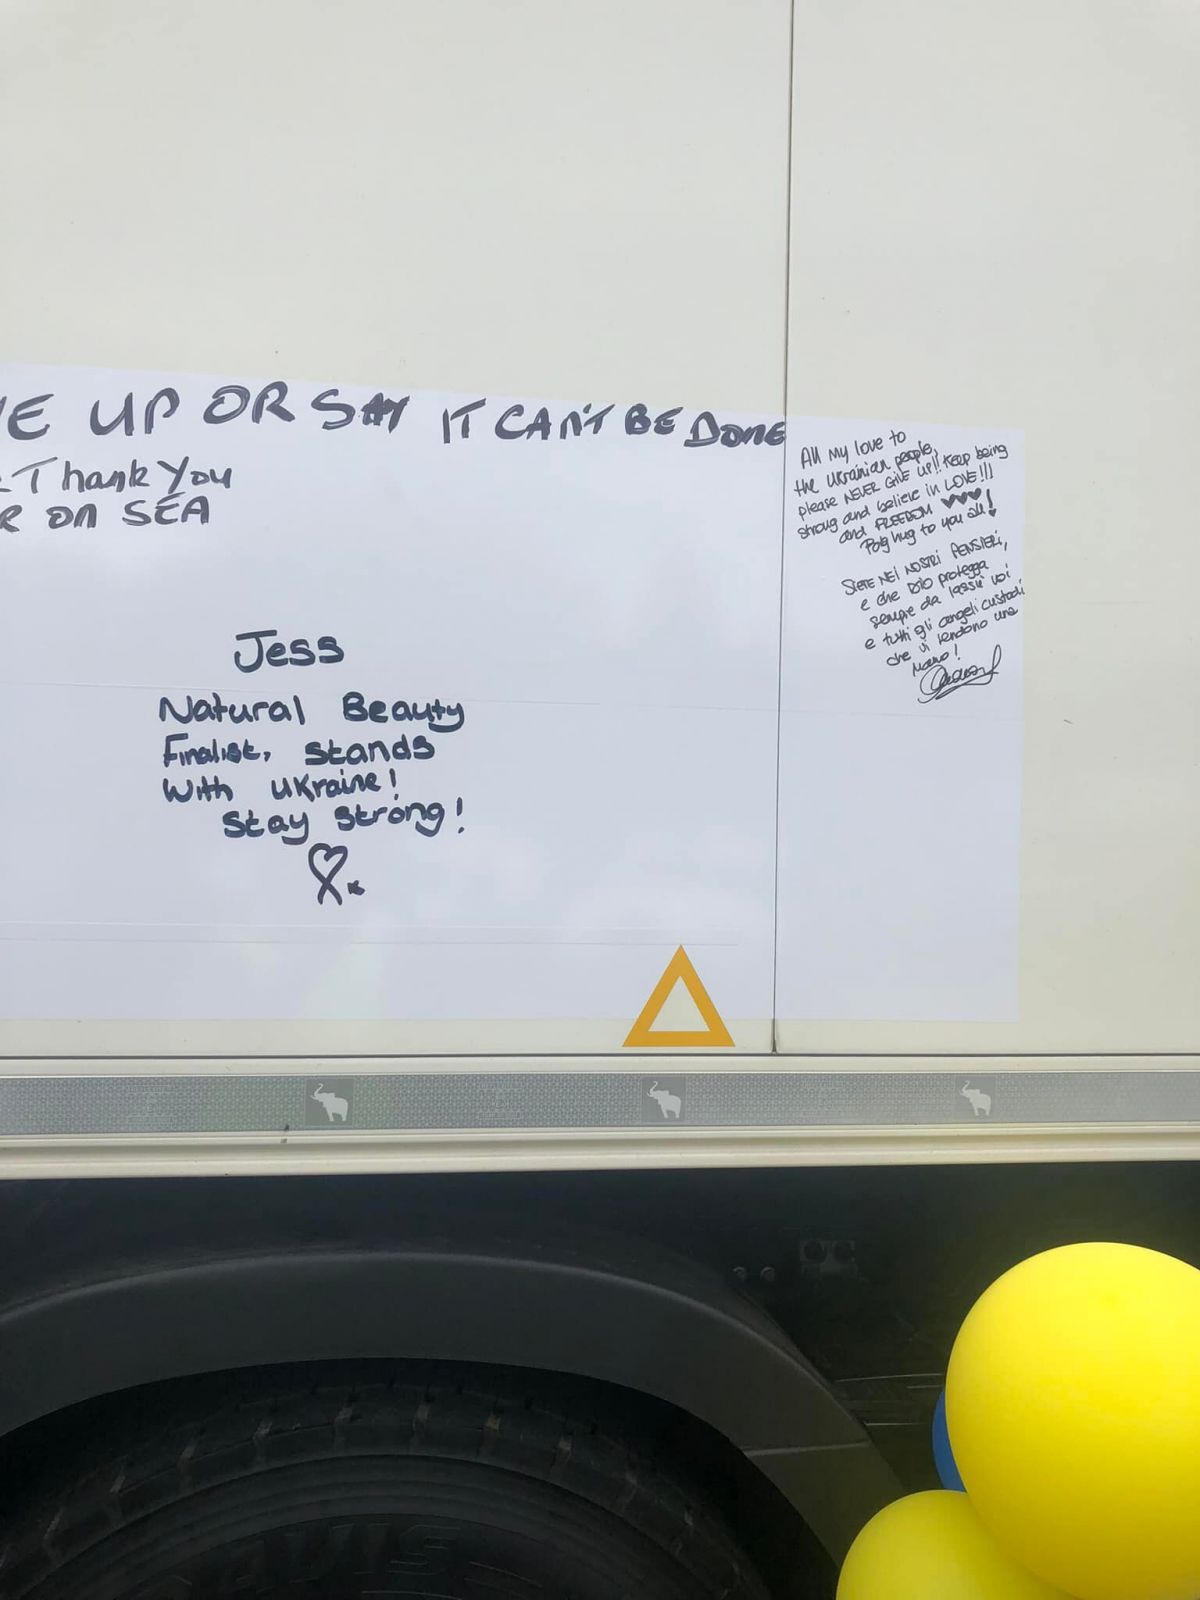 VE UP OR SAY IT CAN'T BE DONE
Thank You
R ON SEA
All my love to
the Ukrainian people,
please NEVER GIVE UP!! Keep being
strong and believe in LOVE!!!
and FREEDOM ♥♥♥!
Big hug to you all!
SIETE NEI NOSTRI PENSIERI,
e che DIO protegga
sempre da lassù voi
e tutti gli angeli custodi
che vi rendono una
Mano!
Jess
Natural Beauty
Finalist, stands
With Ukraine!
Stay strong!